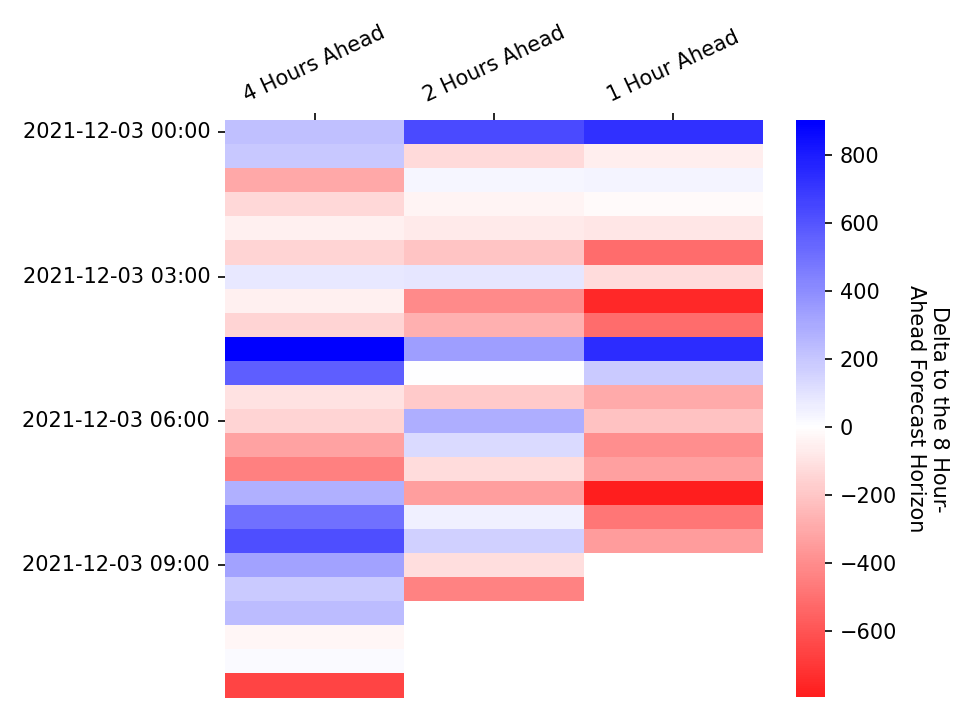 4 Hours Ahead
2 Hours Ahead
1 Hour Ahead
2021-12-03 00:00
2021-12-03 03:00
2021-12-03 06:00
2021-12-03 09:00
800
600
400
200
0
−200
−400
−600
Delta to the 8 Hour-
Ahead Forecast Horizon